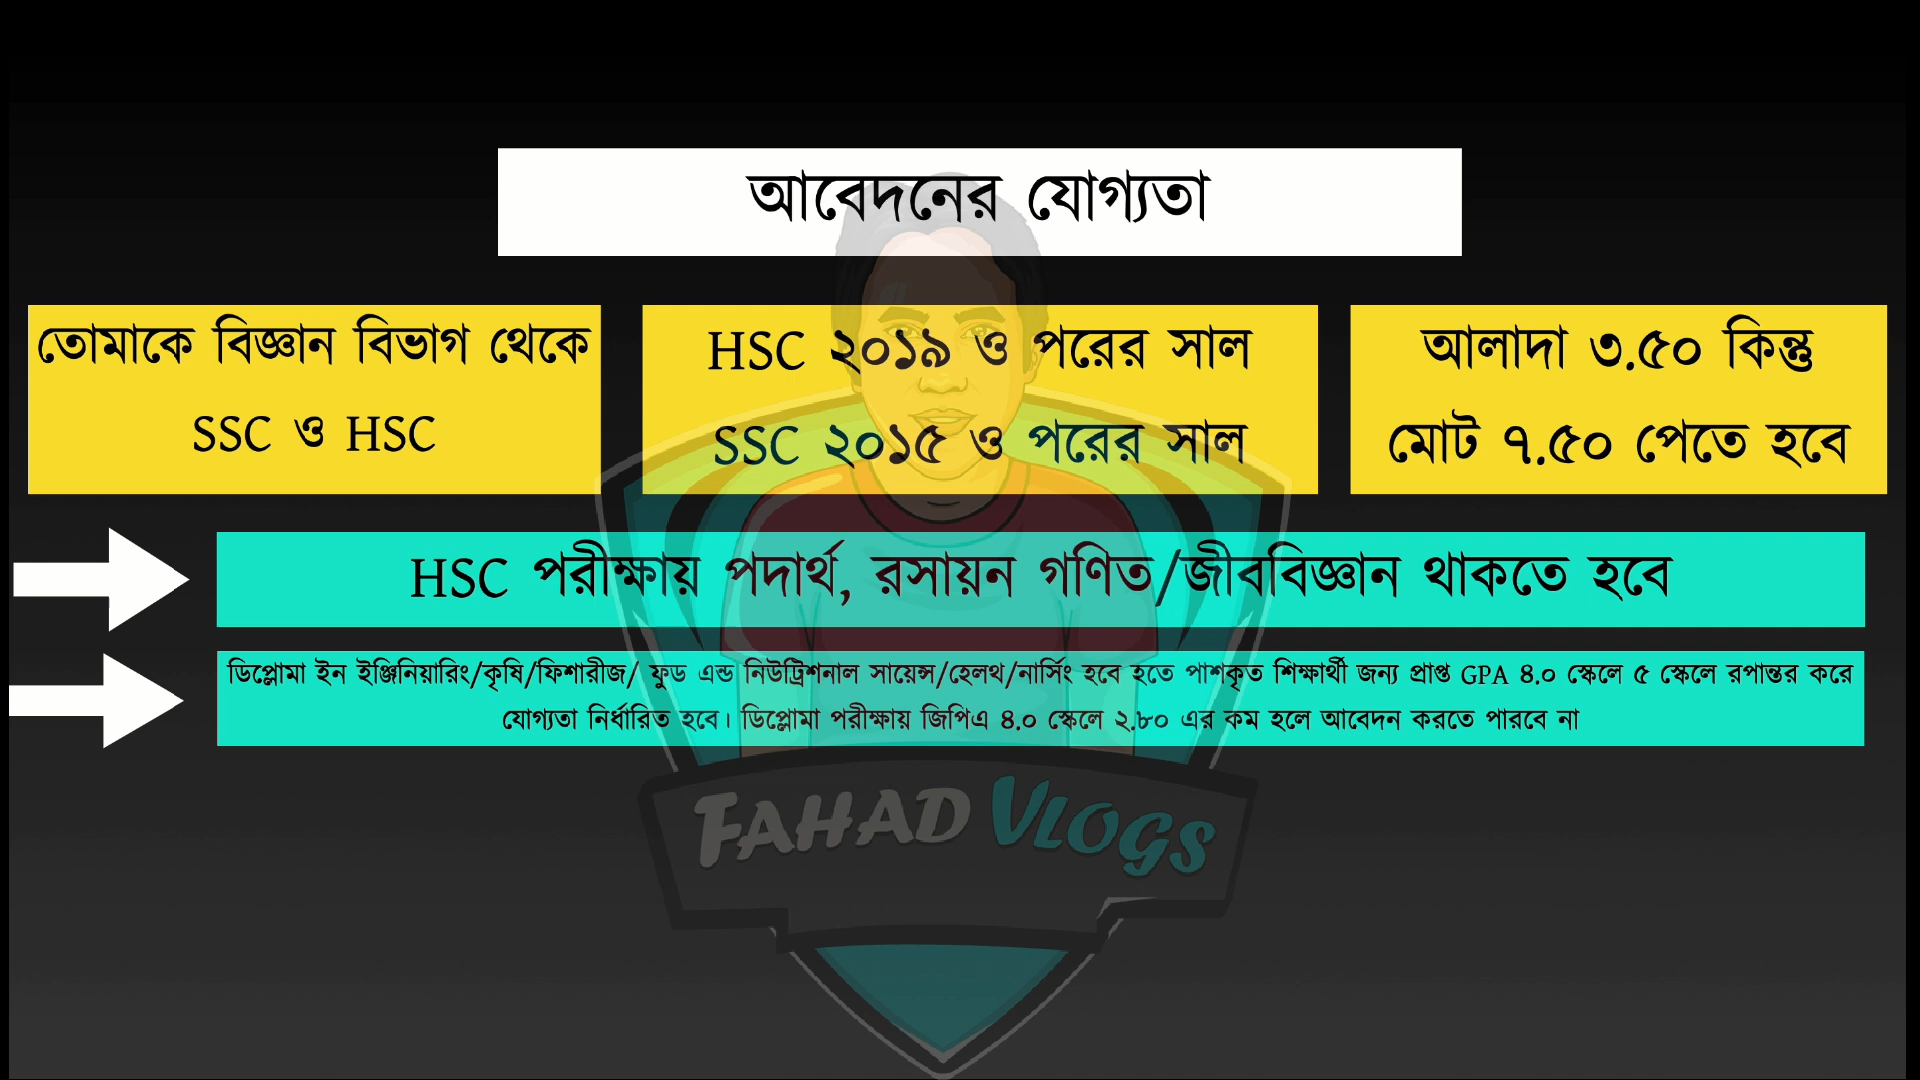 আবেদনের যোগ্যতা
তোমাকে বিজ্ঞান বিভাগ থেকে
SSC ও HSC
HSC ২০১৯ ও পরের সাল
SSC ২০১৫ ও পরের সাল
আলাদা ৩.৫০ কিন্তু
মোট ৭.৫০ পেতে হবে
HSC পরীক্ষায় পদার্থ, রসায়ন গণিত/জীববিজ্ঞান থাকতে হবে
ডিপ্লোমা ইন ইঞ্জিনিয়ারিং/কৃষি/ফিশারীজ/ ফুড এন্ড নিউট্রিশনাল সায়েন্স/হেলথ/নার্সিং হবে হতে পাশকৃত শিক্ষার্থী জন্য প্রাপ্ত GPA ৪.০ স্কেলে ৫ স্কেলে রপান্তর করে
যোগ্যতা নির্ধারিত হবে। ডিপ্লোমা পরীক্ষায় জিপিএ ৪.০ স্কেলে ২.৮০ এর কম হলে আবেদন করতে পারবে না
FAHAD VLOGS